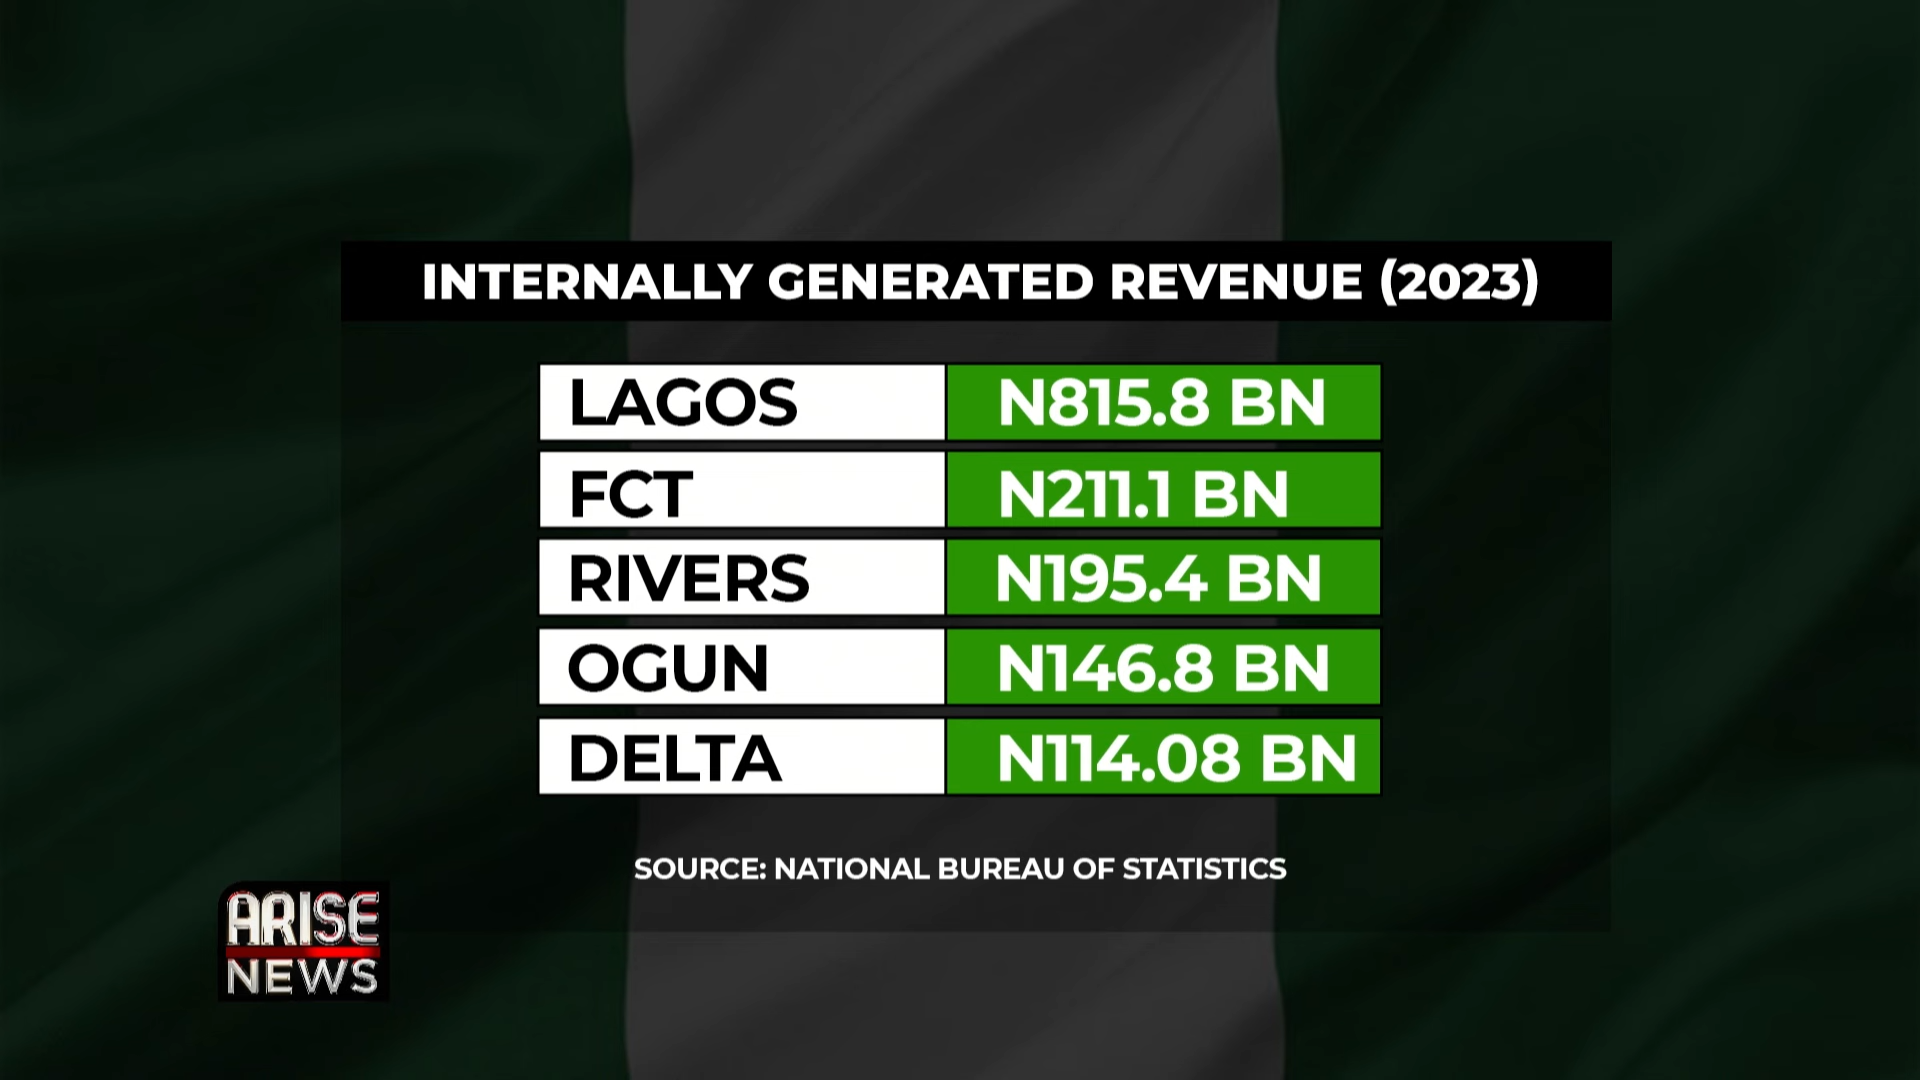 INTERNALLY GENERATED REVENUE (2023)
LAGOS N815.8 BN
FCT N211.1 BN
RIVERS N195.4 BN
OGUN N146.8 BN
DELTA N114.08 BN
SOURCE: NATIONAL BUREAU OF STATISTICS
ARISE
NEWS